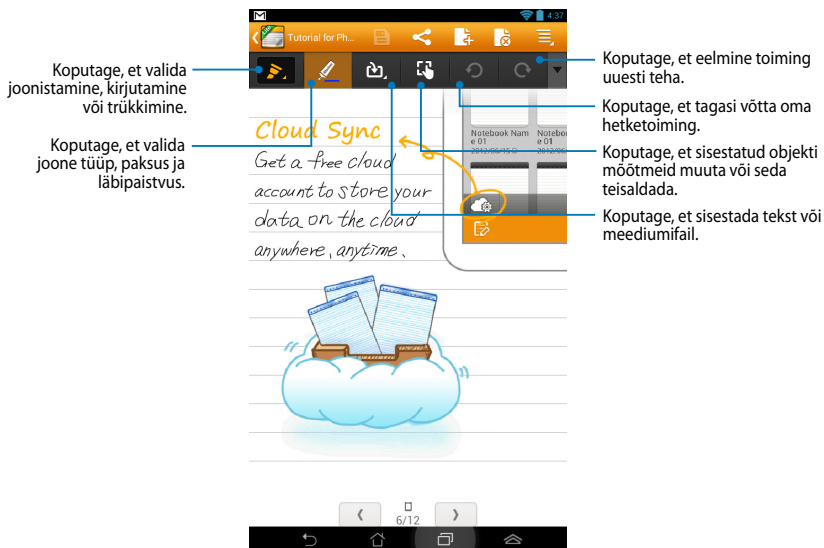 4:37
Tutorial for Ph...
Koputage, et valida
joonistamine, kirjutamine
või trükkimine.
Koputage, et valida
joone tüüp, paksus ja
läbipaistvus.
Koputage, et eelmine toiming
uuesti teha.
Koputage, et tagasi võtta oma
hetketoiming.
Koputage, et sisestatud objekti
mõõtmeid muuta või seda
teisaldada.
Koputage, et sisestada tekst või
meediumifail.
Cloud Sync
Get a free cloud
account to store your
data on the cloud
anywhere, anytime.
Notebook Nam
e 01
Notebo
e 01
6/12